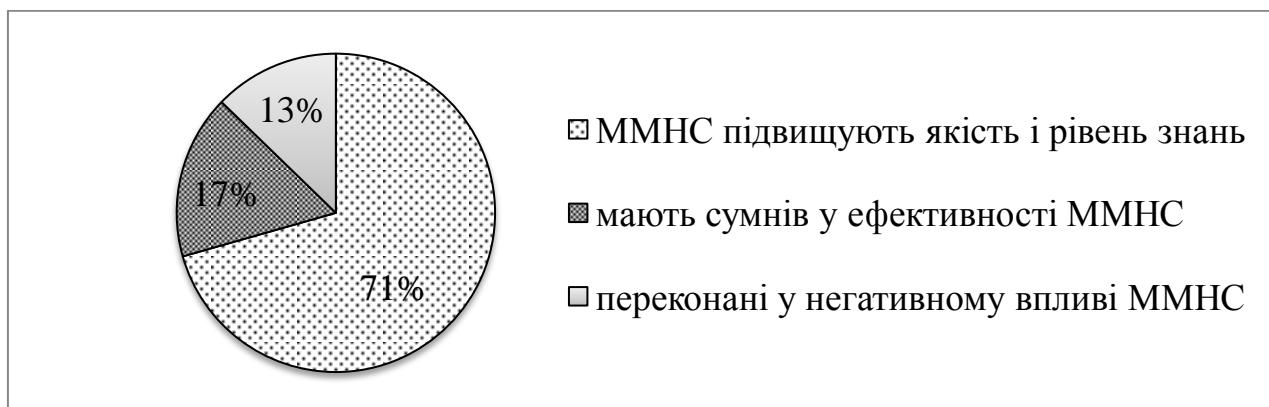 13%
17%
71%
ММНС підвищують якість і рівень знань
мають сумнів у ефективності ММНС
переконані у негативному впливі ММНС